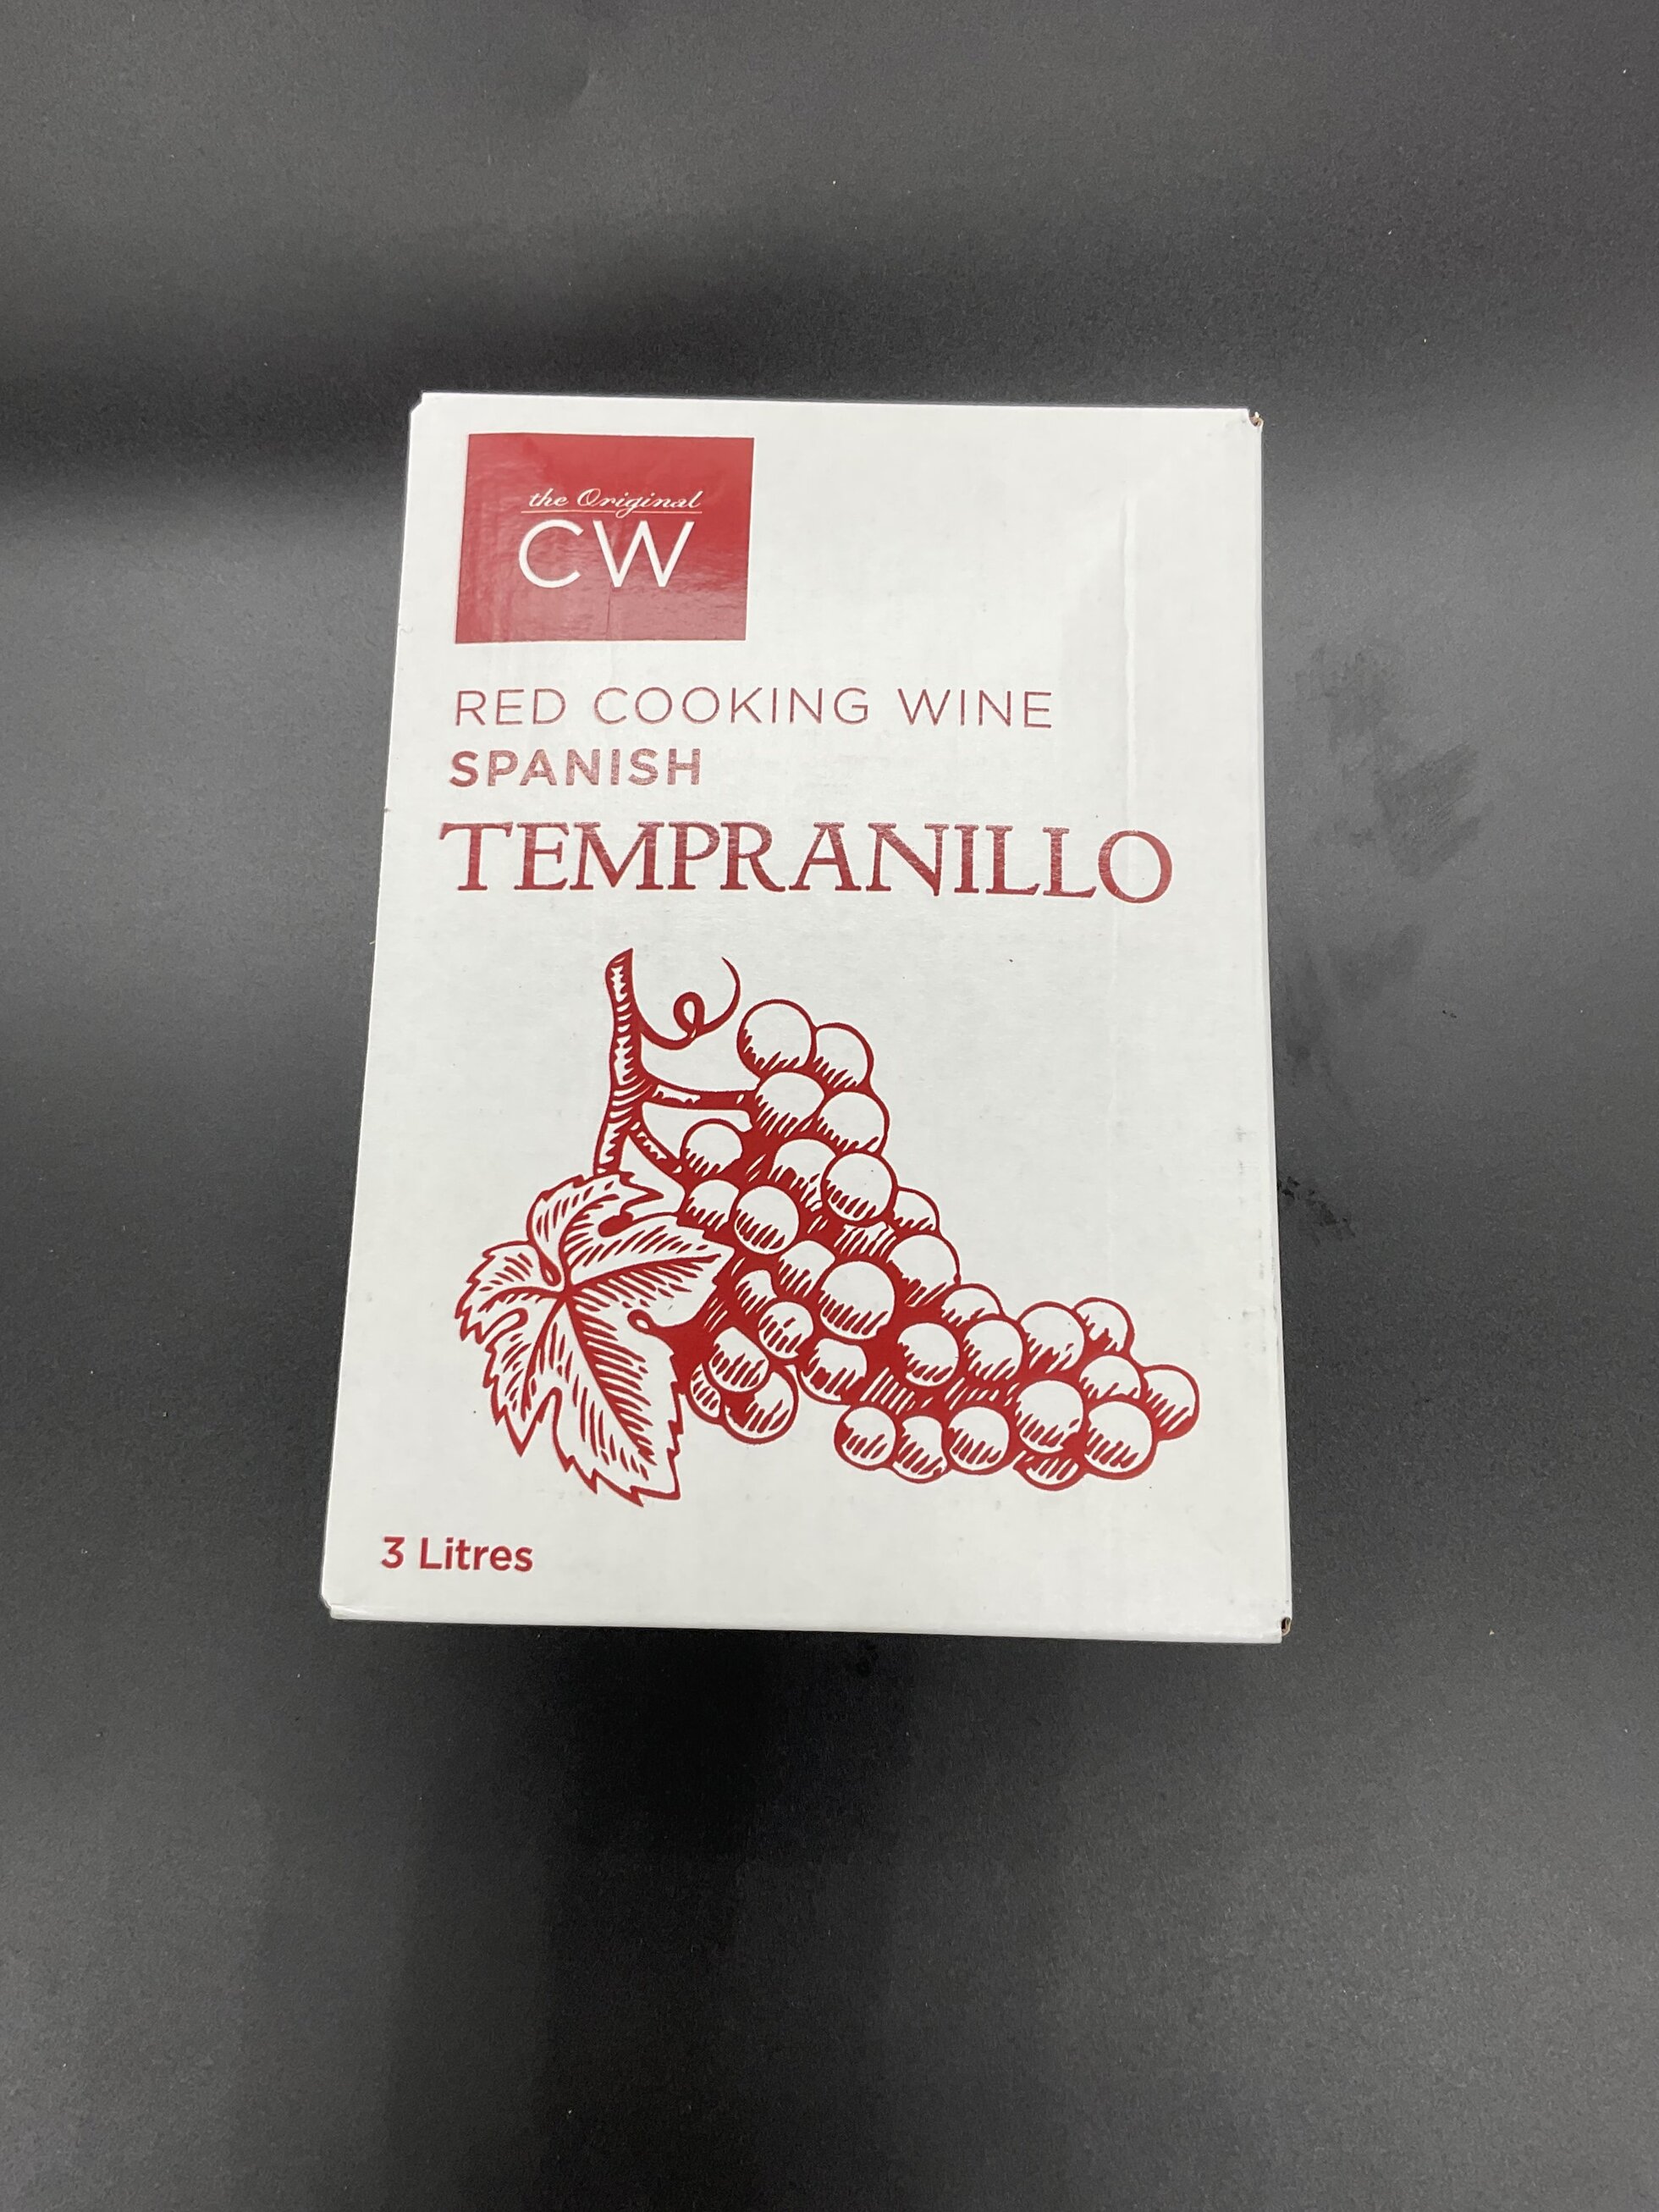 the Original
CW
RED COOKING WINE
SPANISH
TEMPRANILLO
3 Litres